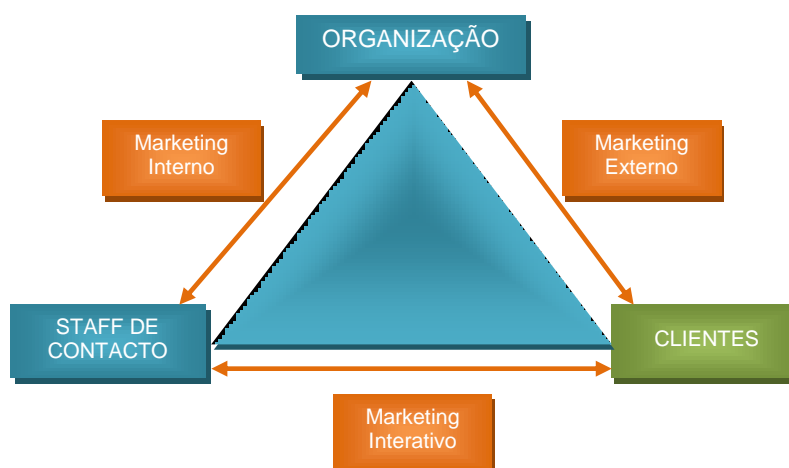 ORGANIZAÇÃO
Marketing
Interno
Marketing
Externo
STAFF DE
CONTACTO
CLIENTES
Marketing
Interativo